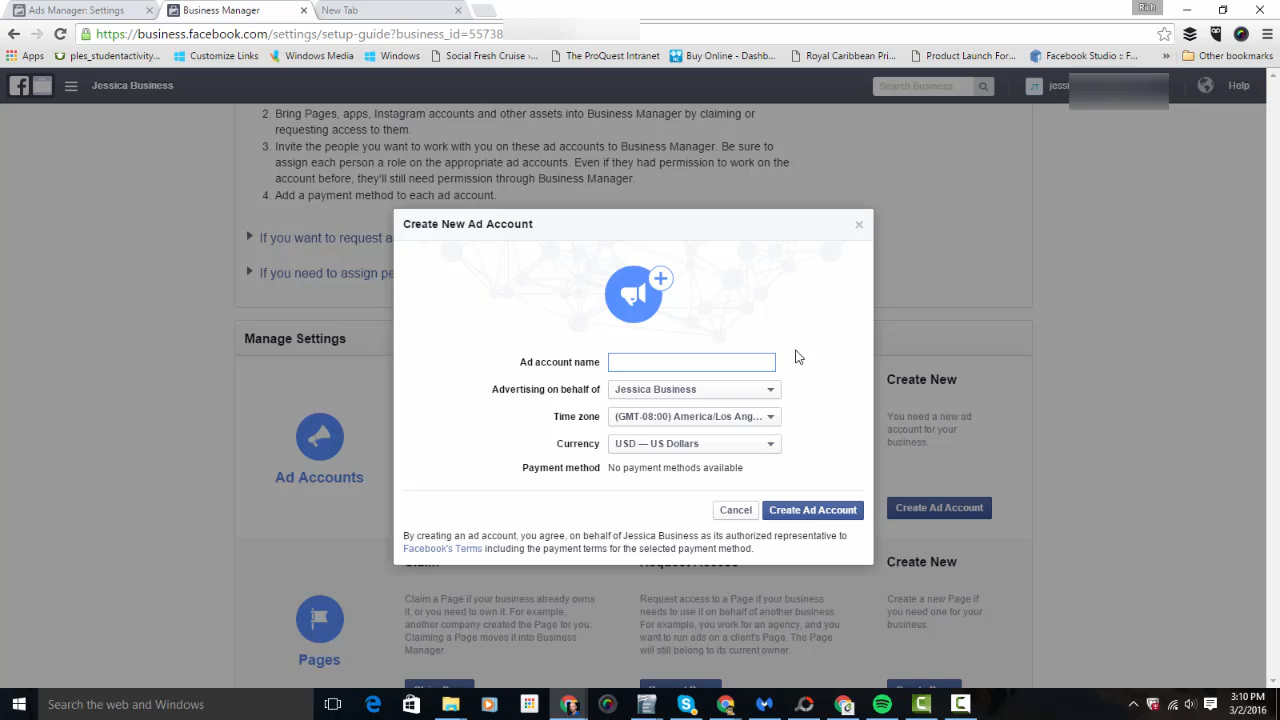 Ads Manager: Settings
Business Manager
New Tab
Rich
https://business.facebook.com/settings/setup-guide?business_id=55738
Apps
ples_studentactivity...
Customize Links
Windows Media
Windows
Social Fresh Cruise -...
The ProQuest Intranet
Buy Online - Dashb...
Royal Caribbean Pri...
Product Launch For...
Facebook Studio :: F...
Other bookmarks
Jessica Business
Search Business
JT
jessi
Help
2. Bring Pages, apps, Instagram accounts and other assets into Business Manager by claiming or
requesting access to them.
3. Invite the people you want to work with you on these ad accounts to Business Manager. Be sure to
assign each person a role on the appropriate ad accounts. Even if they had permission to work on the
account before, they'll still need permission through Business Manager.
4. Add a payment method to each ad account.
If you want to request a
If you need to assign pe
Manage Settings
Create New Ad Account
Ad account name
Advertising on behalf of
Jessica Business
Time zone
(GMT-08:00) America/Los Ang...
Currency
USD — US Dollars
Payment method
No payment methods available
Cancel
Create Ad Account
By creating an ad account, you agree, on behalf of Jessica Business as its authorized representative to
Facebook's Terms including the payment terms for the selected payment method.
Ad Accounts
Create New
You need a new ad
account for your
business.
Create Ad Account
Pages
Claim a Page if your business already owns
it, or you need to own it. For example,
another company created the Page for you.
Claiming a Page moves it into Business
Manager.
Request access to a Page if your business
needs to use it on behalf of another business.
For example, you work for an agency, and you
want to run ads on a client's Page. The Page
will still belong to its current owner.
Create New
Create a new Page if
you need one for your
business.
Search the web and Windows
3:10 PM
3/2/2016